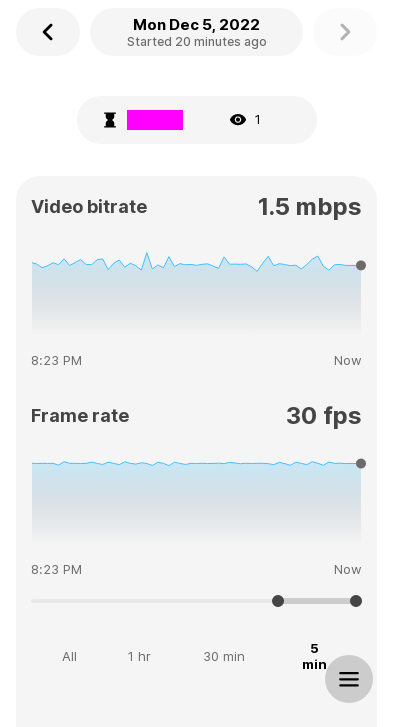 Mon Dec 5, 2022
Started 20 minutes ago
1
Video bitrate
1.5 mbps
8:23 PM
Now
Frame rate
30 fps
8:23 PM
Now
All
1 hr
30 min
5
min